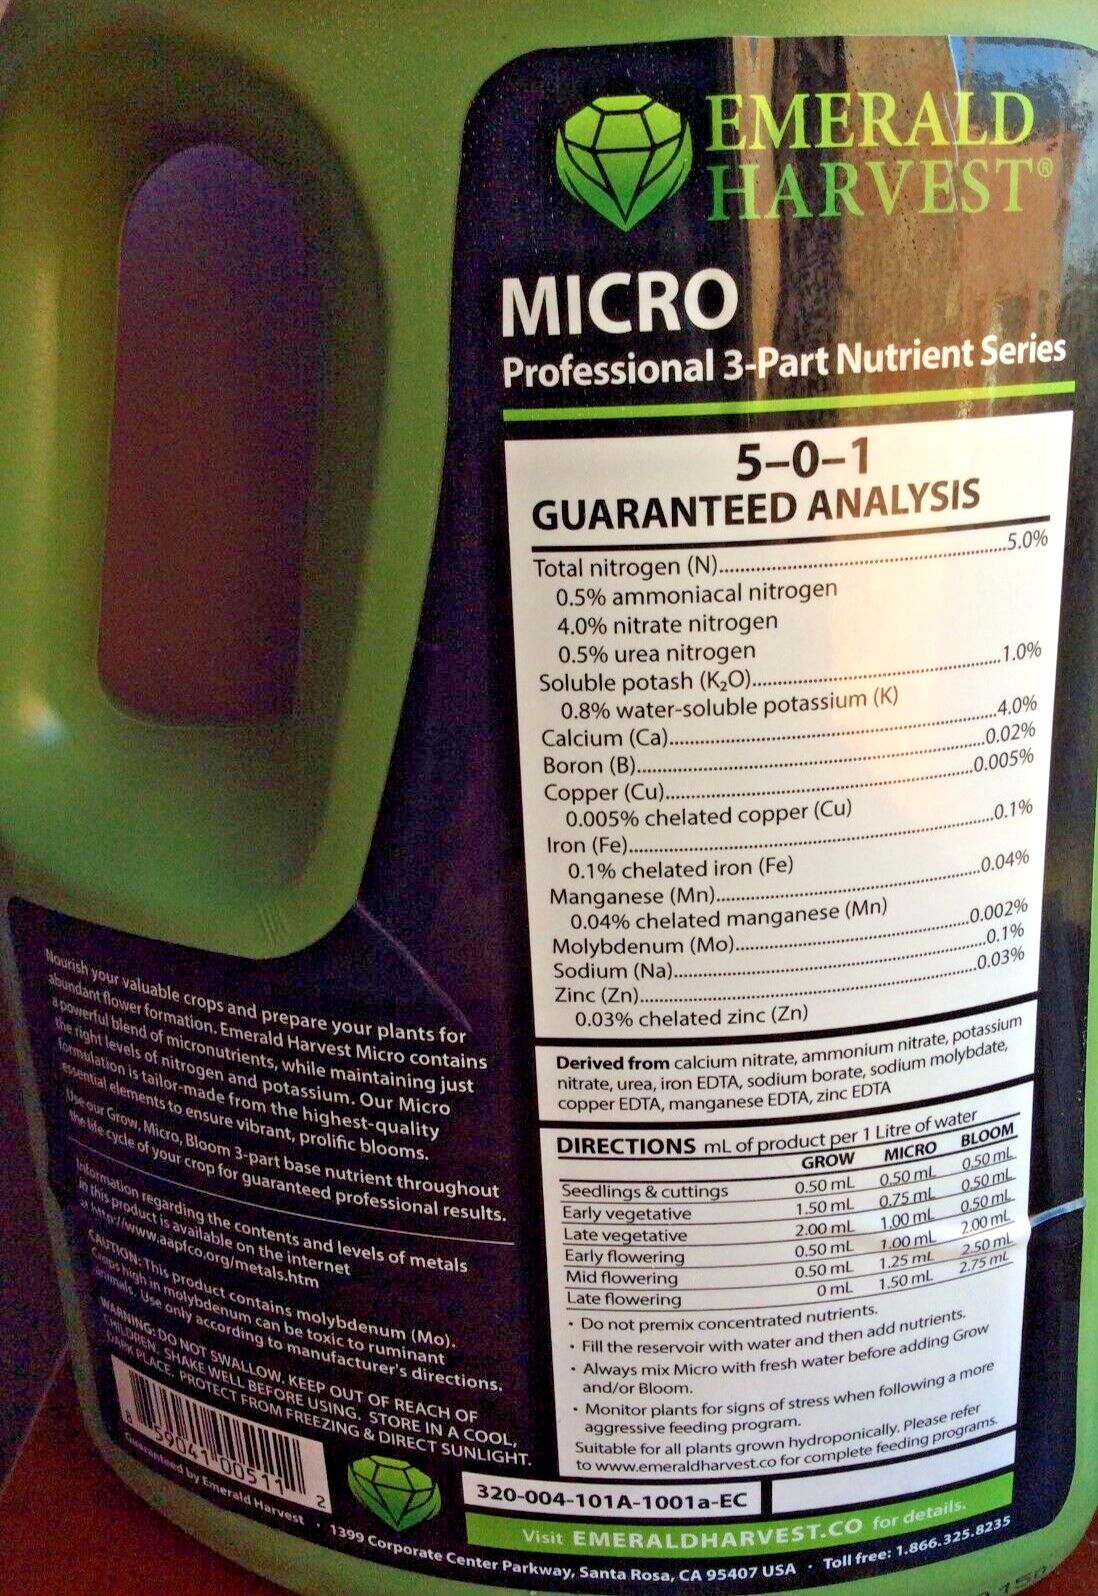 EMERALD
HARVEST®
MICRO
Professional 3-Part Nutrient Series
5–0–1
GUARANTEED ANALYSIS
Total nitrogen (N)..........5.0%
0.5% ammoniacal nitrogen
4.0% nitrate nitrogen
0.5% urea nitrogen
Soluble potash (K₂O)..........1.0%
0.8% water-soluble potassium (K)
Calcium (Ca)..........4.0%
Boron (B)..........0.02%
Copper (Cu)..........0.005%
0.005% chelated copper (Cu)
Iron (Fe)..........0.1%
0.1% chelated iron (Fe)
Manganese (Mn)..........0.04%
0.04% chelated manganese (Mn)
Molybdenum (Mo)..........0.002%
Sodium (Na)..........0.1%
Zinc (Zn)..........0.03%
0.03% chelated zinc (Zn)
Derived from calcium nitrate, ammonium nitrate, potassium
nitrate, urea, iron EDTA, sodium borate, sodium molybdate,
copper EDTA, manganese EDTA, zinc EDTA
DIRECTIONS mL of product per 1 Litre of water
GROW MICRO BLOOM
Seedlings & cuttings 0.50 mL 0.50 mL 0.50 mL
Early vegetative 1.50 mL 0.75 mL 0.50 mL
Late vegetative 2.00 mL 1.00 mL 0.50 mL
Early flowering 0.50 mL 1.00 mL 2.00 mL
Mid flowering 0.50 mL 1.25 mL 2.50 mL
Late flowering 0 mL 1.50 mL 2.75 mL
• Do not premix concentrated nutrients.
• Fill the reservoir with water and then add nutrients.
• Always mix Micro with fresh water before adding Grow
and/or Bloom.
• Monitor plants for signs of stress when following a more
aggressive feeding program.
Suitable for all plants grown hydroponically. Please refer
to www.emeraldharvest.co for complete feeding programs.
320-004-101A-1001a-EC
Visit EMERALDHARVEST.CO for details.
Nourish your valuable crops and prepare your plants for
abundant flower formation. Emerald Harvest Micro contains
a powerful blend of micronutrients, while maintaining just
the right levels of nitrogen and potassium. Our Micro
formulation is tailor-made from the highest-quality
essential elements to ensure vibrant, prolific blooms.
Use our Grow, Micro, Bloom 3-part base nutrient throughout
the life cycle of your crop for guaranteed professional results.
Information regarding the contents and levels of metals
in this product is available on the internet
at http://www.aapfco.org/metals.htm
CAUTION: This product contains molybdenum (Mo).
Crops high in molybdenum can be toxic to ruminant
animals. Use only according to manufacturer's directions.
WARNING: DO NOT SWALLOW. KEEP OUT OF REACH OF
CHILDREN. SHAKE WELL BEFORE USING. STORE IN A COOL,
DARK PLACE. PROTECT FROM FREEZING & DIRECT SUNLIGHT.
8 59041 00511 2
Guaranteed by Emerald Harvest • 1399 Corporate Center Parkway, Santa Rosa, CA 95407 USA • Toll free: 1.866.325.8235